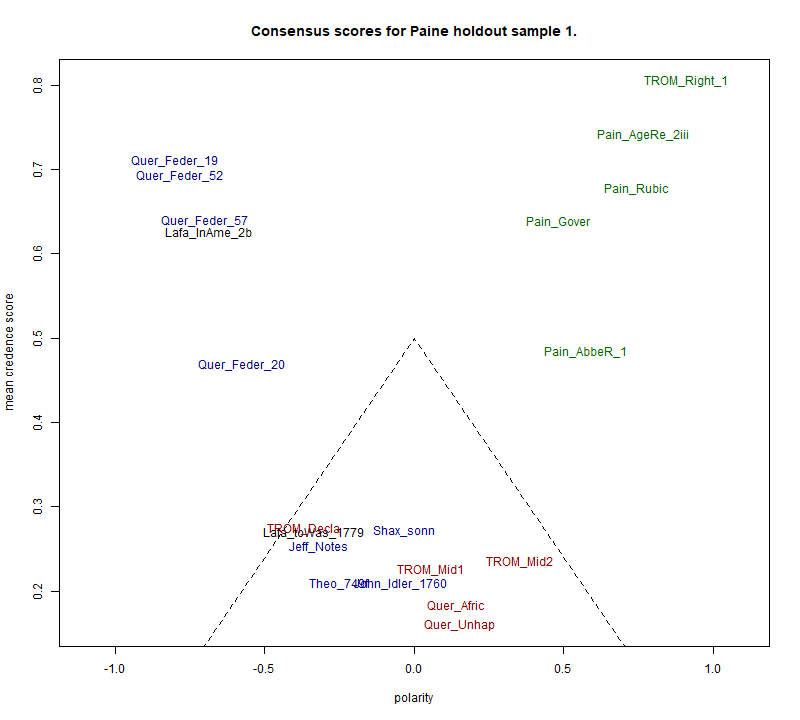 Consensus scores for Paine holdout sample 1.
TROM_Right_1
Pain_AgeRe_2iii
Quer_Feder_19
Quer_Feder_52
Pain_Rubic
Quer_Feder_57
Pain_Gover
Lafa_InAme_2b
Pain_AbbeR_1
Quer_Feder_20
TROM_Decla
Lafa_toWas_1779
Shax_sonn
Jeff_Notes
TROM_Mid2
TROM_Mid1
John_Idler_1760
Quer_Afric
Quer_Unhap
mean credence score
0.8
0.7
0.6
0.5
0.4
0.3
0.2
-1.0 -0.5 0.0 0.5 1.0
polarity